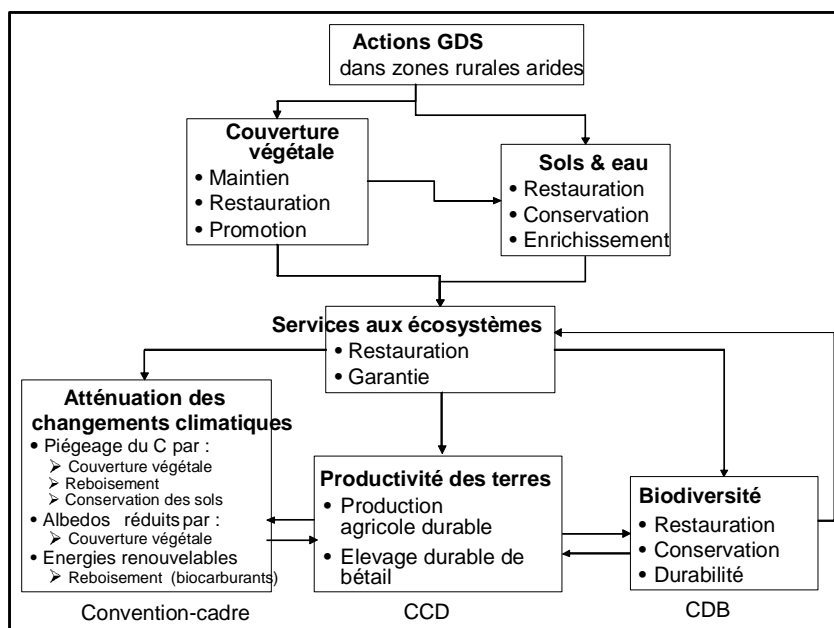 Actions GDS
dans zones rurales arides
Couverture
végétale
• Maintien
• Restauration
• Promotion
Sols & eau
• Restauration
• Conservation
• Enrichissement
Services aux écosystèmes
• Restauration
• Garantie
Atténuation des
changements climatiques
• Piégeage du C par :
➢ Couverture végétale
➢ Reboisement
➢ Conservation des sols
• Albedos réduits par :
➢ Couverture végétale
• Energies renouvelables
➢ Reboisement (biocarburants)
Convention-cadre
Productivité des terres
• Production
agricole durable
• Elevage durable de
bétail
CCD
Biodiversité
• Restauration
• Conservation
• Durabilité
CDB